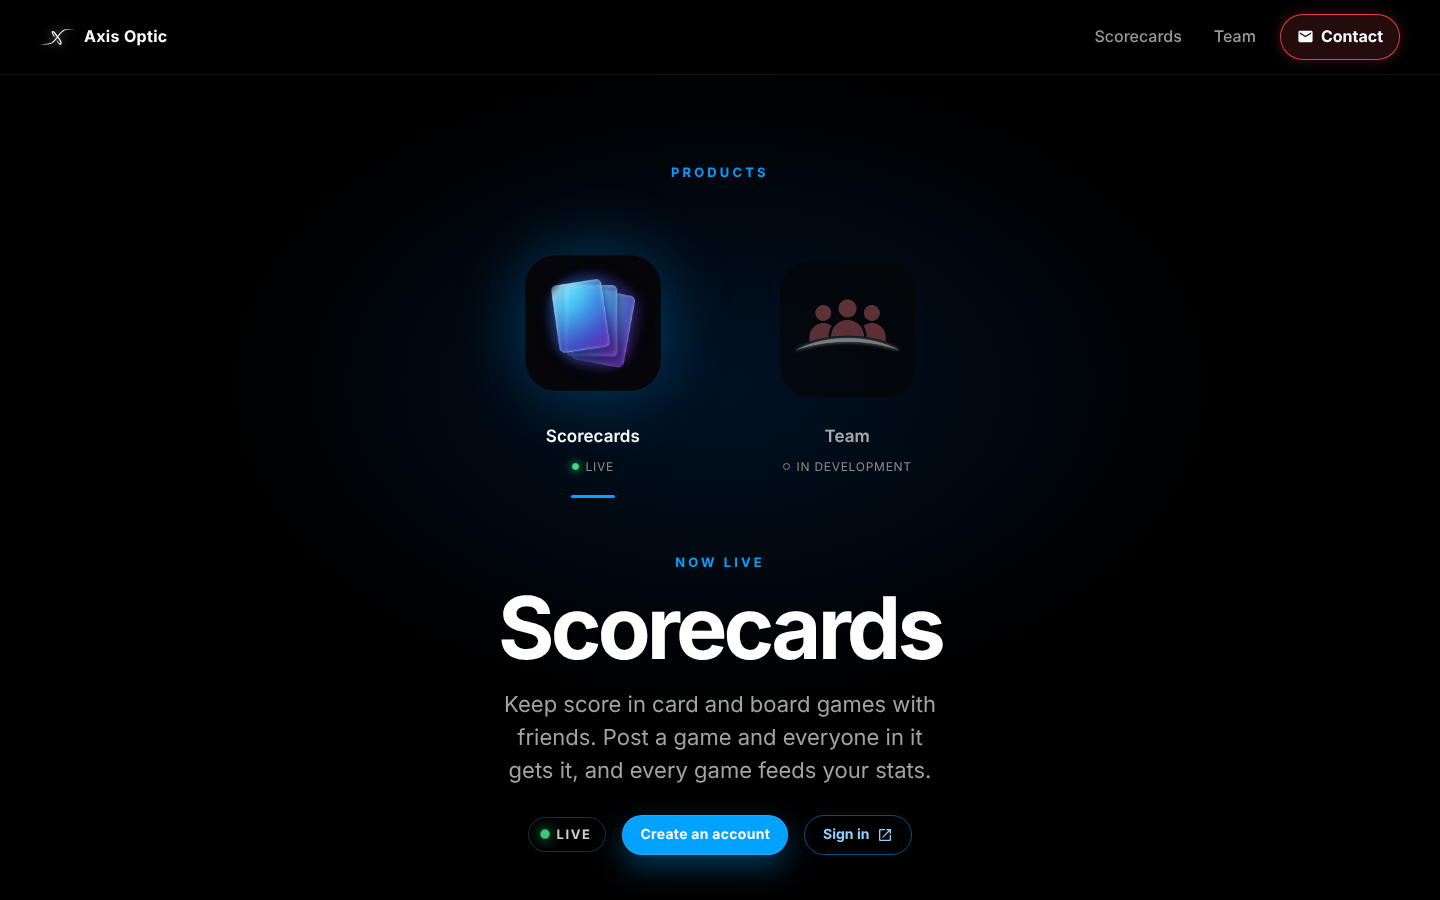 Axis Optic
Scorecards
Team
Contact
PRODUCTS
Scorecards
LIVE
Team
IN DEVELOPMENT
NOW LIVE
Scorecards
Keep score in card and board games with
friends. Post a game and everyone in it
gets it, and every game feeds your stats.
LIVE
Create an account
Sign in